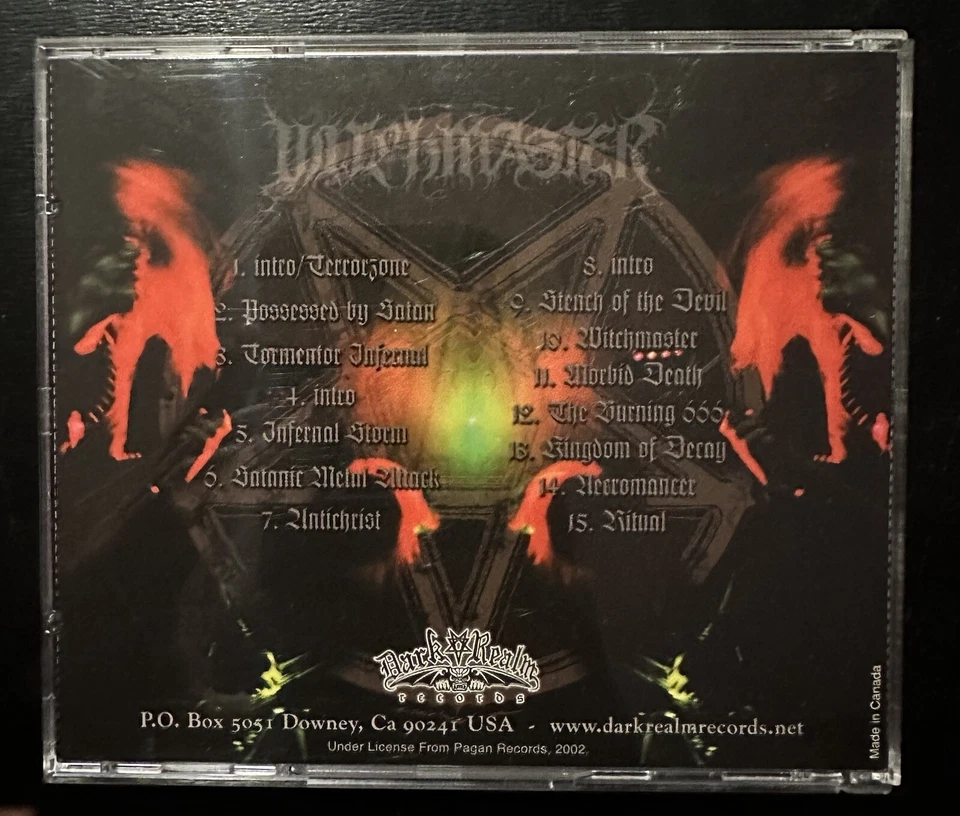 WITCHMASTER
1. intro/Terrorzone
2. Possessed by Satan
3. Tormentor Infernal
4. intro
5. Infernal Storm
6. Satanic Metal Attack
7. Antichrist
8. intro
9. Stench of the Devil
10. Witchmaster
11. Morbid Death
12. The Burning 666
13. Kingdom of Decay
14. Necromancer
15. Ritual
Dark Realm
records
P.O. Box 5051 Downey, Ca 90241 USA - www.darkrealmrecords.net
Under License From Pagan Records, 2002.
Made in Canada